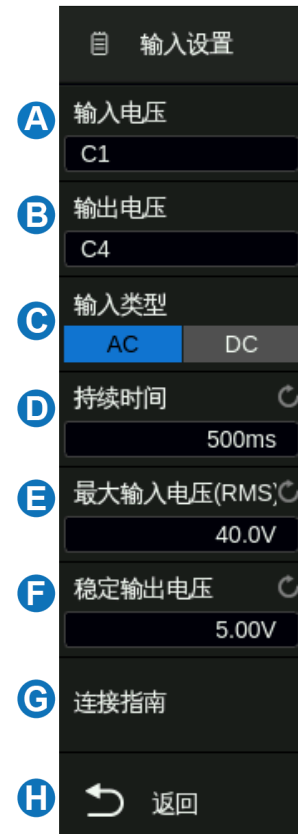 输入设置
A 输入电压
C1
B 输出电压
C4
C 输入类型
AC DC
D 持续时间
500ms
E 最大输入电压(RMS)
40.0V
F 稳定输出电压
5.00V
G 连接指南
H 返回